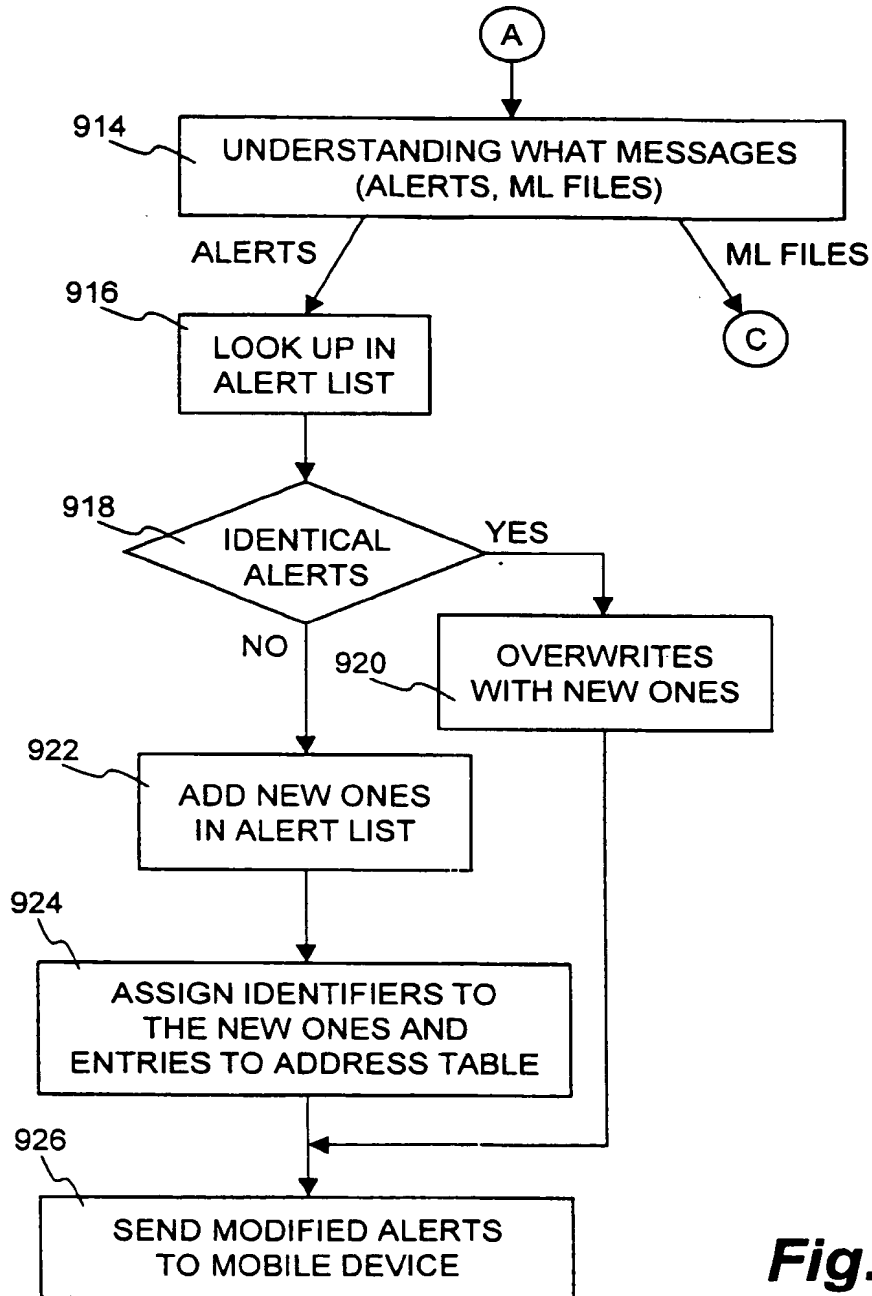 A
914
UNDERSTANDING WHAT MESSAGES
(ALERTS, ML FILES)
ALERTS
ML FILES
916
LOOK UP IN
ALERT LIST
C
918
IDENTICAL
ALERTS
YES
NO
920
OVERWRITES
WITH NEW ONES
922
ADD NEW ONES
IN ALERT LIST
924
ASSIGN IDENTIFIERS TO
THE NEW ONES AND
ENTRIES TO ADDRESS TABLE
926
SEND MODIFIED ALERTS
TO MOBILE DEVICE
Fig.